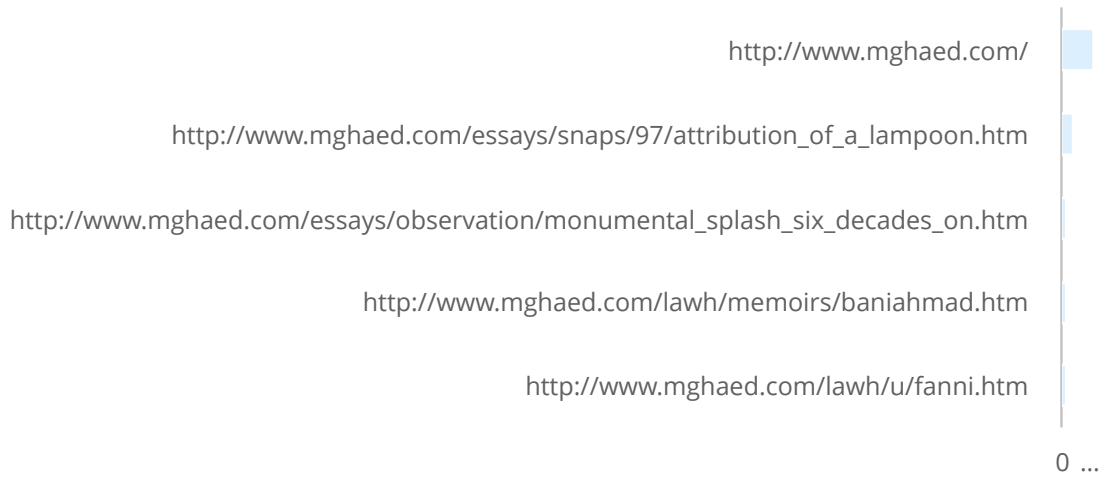 http://www.mghaed.com/
http://www.mghaed.com/essays/snaps/97/attribution_of_a_lampoon.htm
http://www.mghaed.com/essays/observation/monumental_splash_six_decades_on.htm
http://www.mghaed.com/lawh/memoirs/baniahmad.htm
http://www.mghaed.com/lawh/u/fanni.htm
0 ...